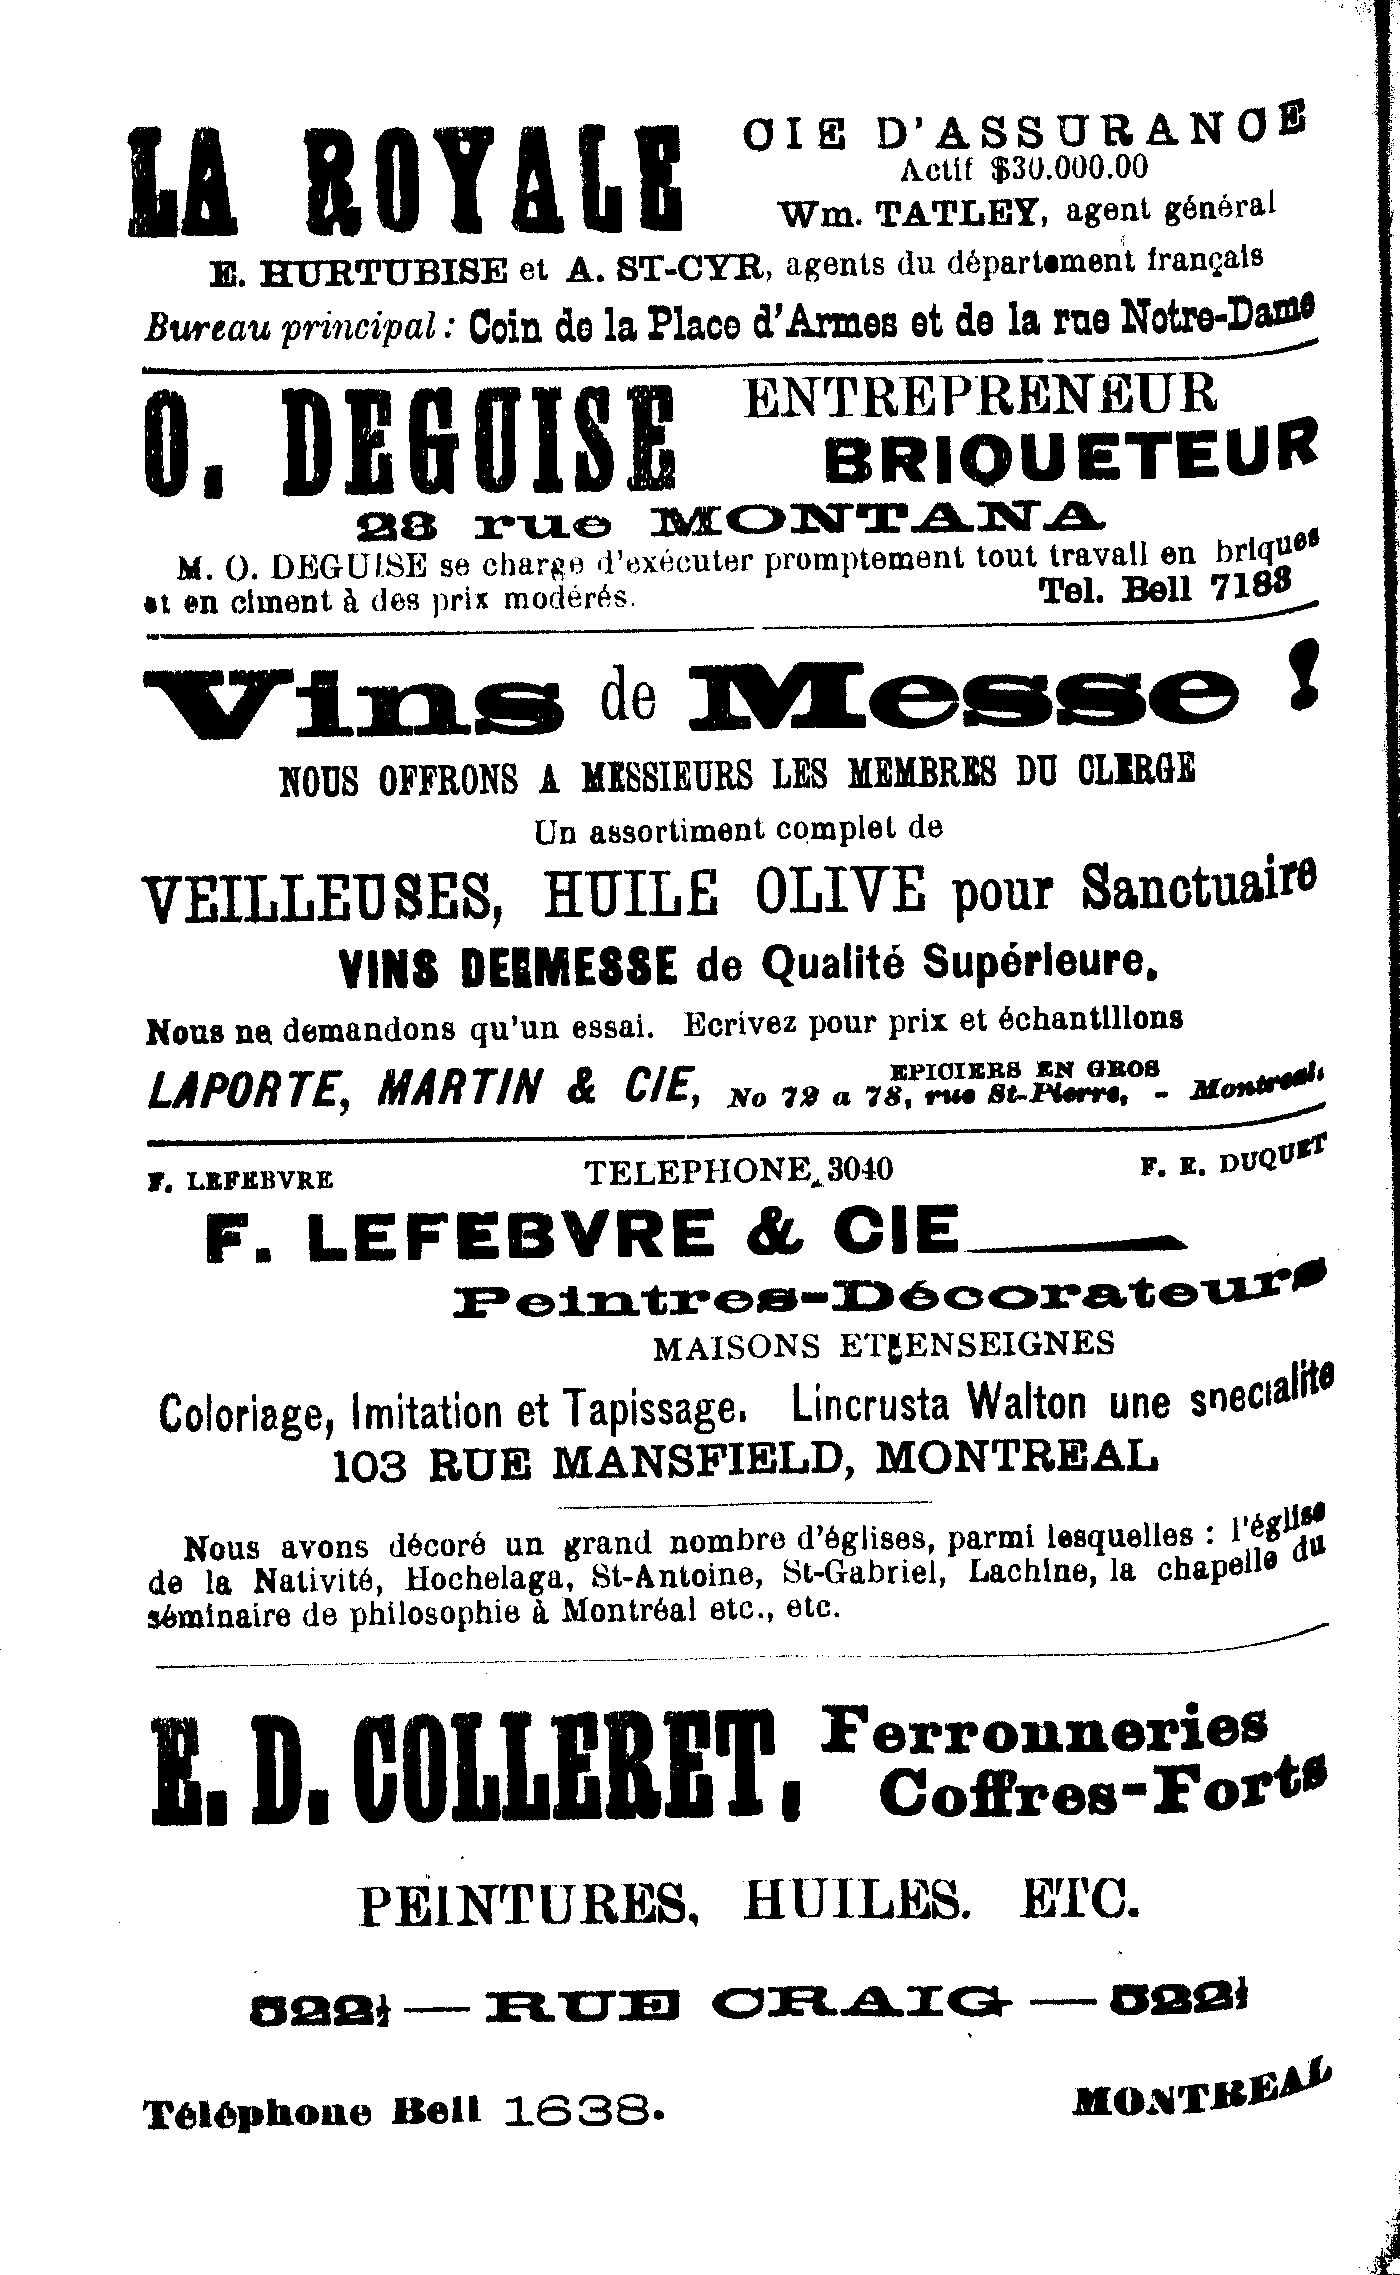 LA ROYALE CIE D'ASSURANCE
Actif $30.000.00
Wm. TATLEY, agent général
E. HURTUBISE et A. ST-CYR, agents du département français
Bureau principal : Coin de la Place d'Armes et de la rue Notre-Dame
O. DEGUISE ENTREPRENEUR
BRIQUETEUR
23 rue MONTANA
M. O. DEGUISE se charge d'exécuter promptement tout travail en briques
et en ciment à des prix modérés.
Tel. Bell 7183
Vins de Messe !
NOUS OFFRONS A MESSIEURS LES MEMBRES DU CLERGE
Un assortiment complet de
VEILLEUSES, HUILE OLIVE pour Sanctuaire
VINS DE MESSE de Qualité Supérieure.
Nous ne demandons qu'un essai. Ecrivez pour prix et échantillons
LAPORTE, MARTIN & CIE, EPICIERS EN GROS
No 72 a 78, rue St-Pierre, - Montreal.
F. LEFEBVRE TELEPHONE 3040 F. E. DUQUET
F. LEFEBVRE & CIE
Peintres-Décorateurs
MAISONS ET ENSEIGNES
Coloriage, Imitation et Tapissage. Lincrusta Walton une specialite
103 RUE MANSFIELD, MONTREAL
Nous avons décoré un grand nombre d'églises, parmi lesquelles : l'église
de la Nativité, Hochelaga, St-Antoine, St-Gabriel, Lachine, la chapelle du
séminaire de philosophie à Montréal etc., etc.
E. D. COLLERET, Ferronneries
Coffres-Forts
PEINTURES, HUILES. ETC.
522½ — RUE CRAIG — 522½
Téléphone Bell 1638. MONTREAL